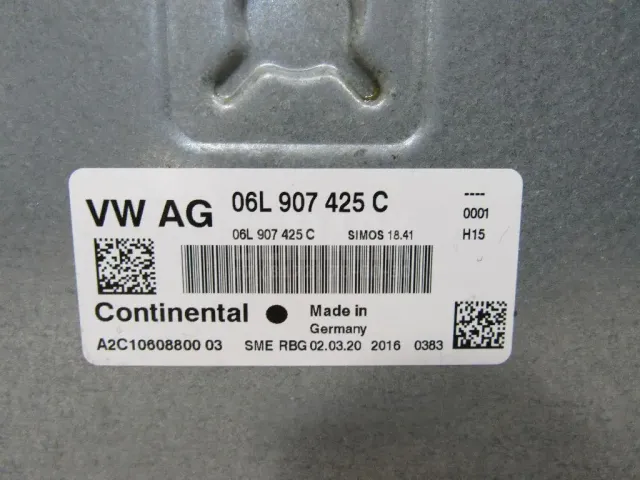 VW AG 06L 907 425 C ----
0001
06L 907 425 C SIMOS 18.41 H15
Continental Made in
Germany
A2C10608800 03 SME RBG 02.03.20 2016 0383